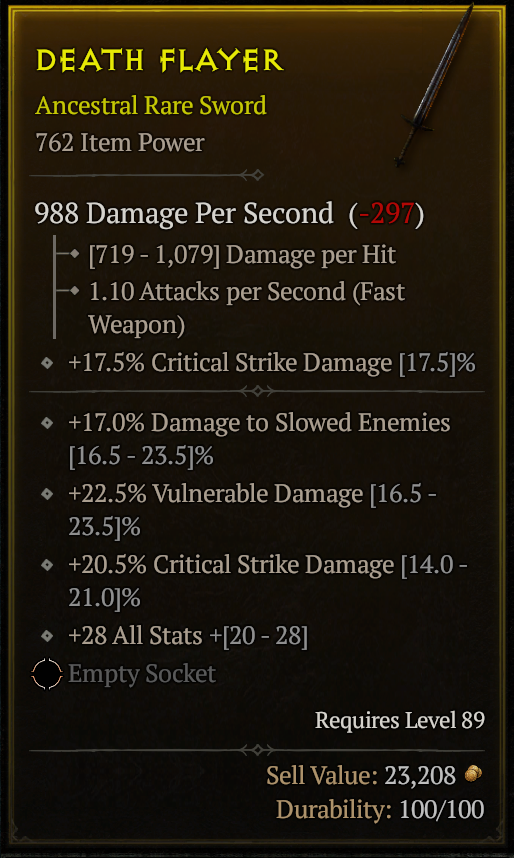 DEATH FLAYER
Ancestral Rare Sword
762 Item Power
988 Damage Per Second (-297)
[719 - 1,079] Damage per Hit
1.10 Attacks per Second (Fast
Weapon)
+17.5% Critical Strike Damage [17.5]%
+17.0% Damage to Slowed Enemies
[16.5 - 23.5]%
+22.5% Vulnerable Damage [16.5 -
23.5]%
+20.5% Critical Strike Damage [14.0 -
21.0]%
+28 All Stats +[20 - 28]
Empty Socket
Requires Level 89
Sell Value: 23,208
Durability: 100/100